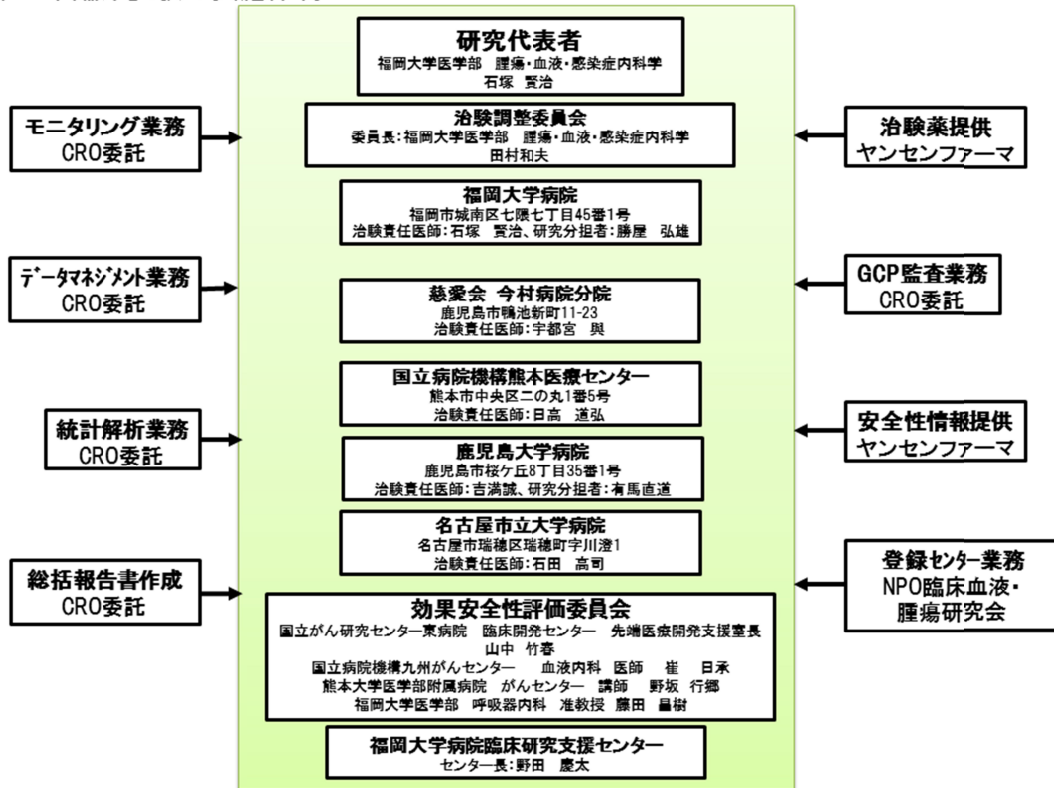 研究代表者
福岡大学医学部 腫瘍・血液・感染症内科学
石塚 賢治
治験調整委員会
委員長：福岡大学医学部 腫瘍・血液・感染症内科学
田村和夫
福岡大学病院
福岡市城南区七隈七丁目45番1号
治験責任医師：石塚 賢治、研究分担者：勝屋 弘雄
慈愛会 今村病院分院
鹿児島市鴨池新町11-23
治験責任医師：宇都宮 與
国立病院機構熊本医療センター
熊本市中央区二の丸1番5号
治験責任医師：日高 道弘
鹿児島大学病院
鹿児島市桜ケ丘8丁目35番1号
治験責任医師：吉満誠、研究分担者：有馬直道
名古屋市立大学病院
名古屋市瑞穂区瑞穂町字川澄1
治験責任医師：石田 高司
効果安全性評価委員会
国立がん研究センター東病院 臨床開発センター 先端医療開発支援室長
山中 竹春
国立病院機構九州がんセンター 血液内科 医師 崔 日承
熊本大学医学部附属病院 がんセンター 講師 野坂 行郷
福岡大学医学部 呼吸器内科 准教授 藤田 昌樹
福岡大学病院臨床研究支援センター
センター長：野田 慶太
モニタリング業務
CRO委託
データマネジメント業務
CRO委託
統計解析業務
CRO委託
総括報告書作成
CRO委託
治験薬提供
ヤンセンファーマ
GCP監査業務
CRO委託
安全性情報提供
ヤンセンファーマ
登録センター業務
NPO臨床血液・
腫瘍研究会